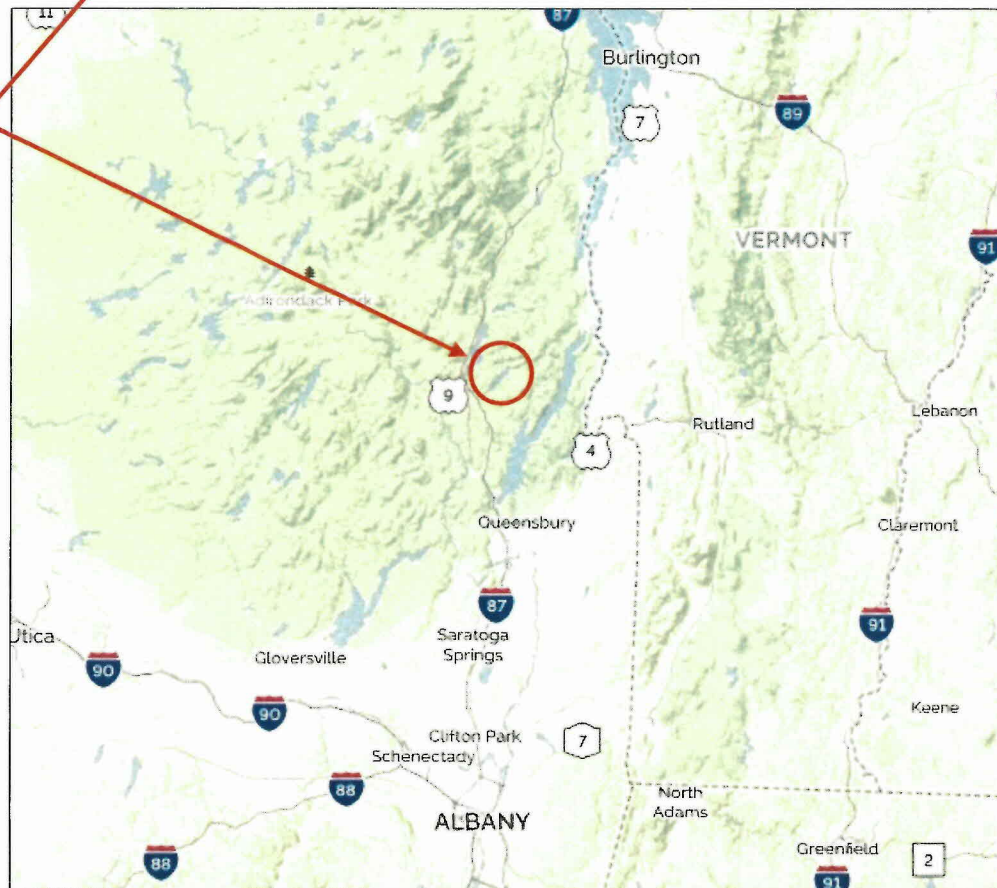 11
87
Burlington
7
89
VERMONT
91
Adirondack Park
9
Rutland
Lebanon
4
Queensbury
Claremont
87
91
Utica
Saratoga
Springs
Gloversville
90
90
Keene
Clifton Park
7
Schenectady
88
North
Adams
ALBANY
Greenfield
2
88
91